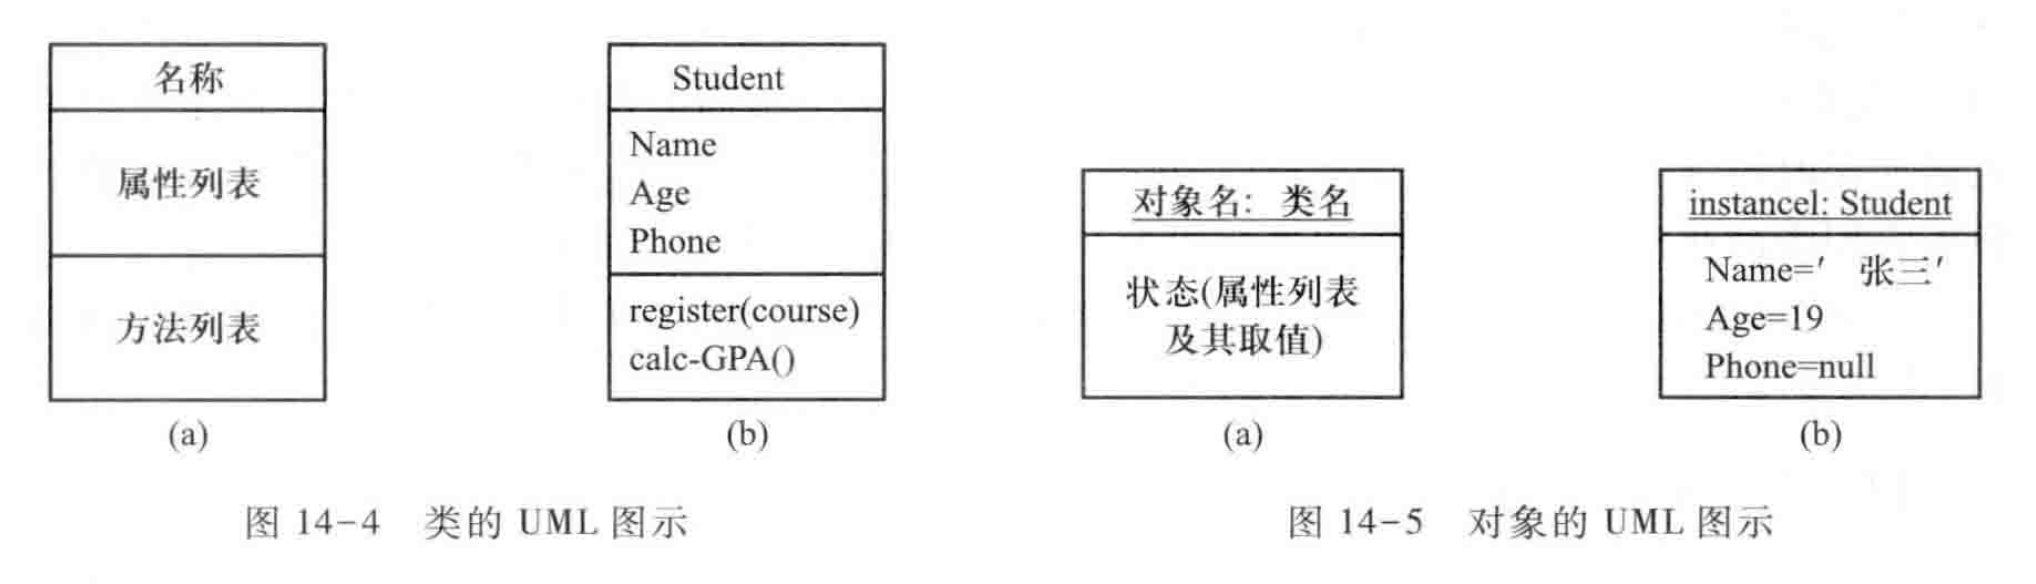 名称
属性列表
方法列表
(a)
Student
Name
Age
Phone
register(course)
calc-GPA()
(b)
图 14-4 类的 UML 图示
对象名: 类名
状态(属性列表
及其取值)
(a)
instancel: Student
Name=′ 张三′
Age=19
Phone=null
(b)
图 14-5 对象的 UML 图示